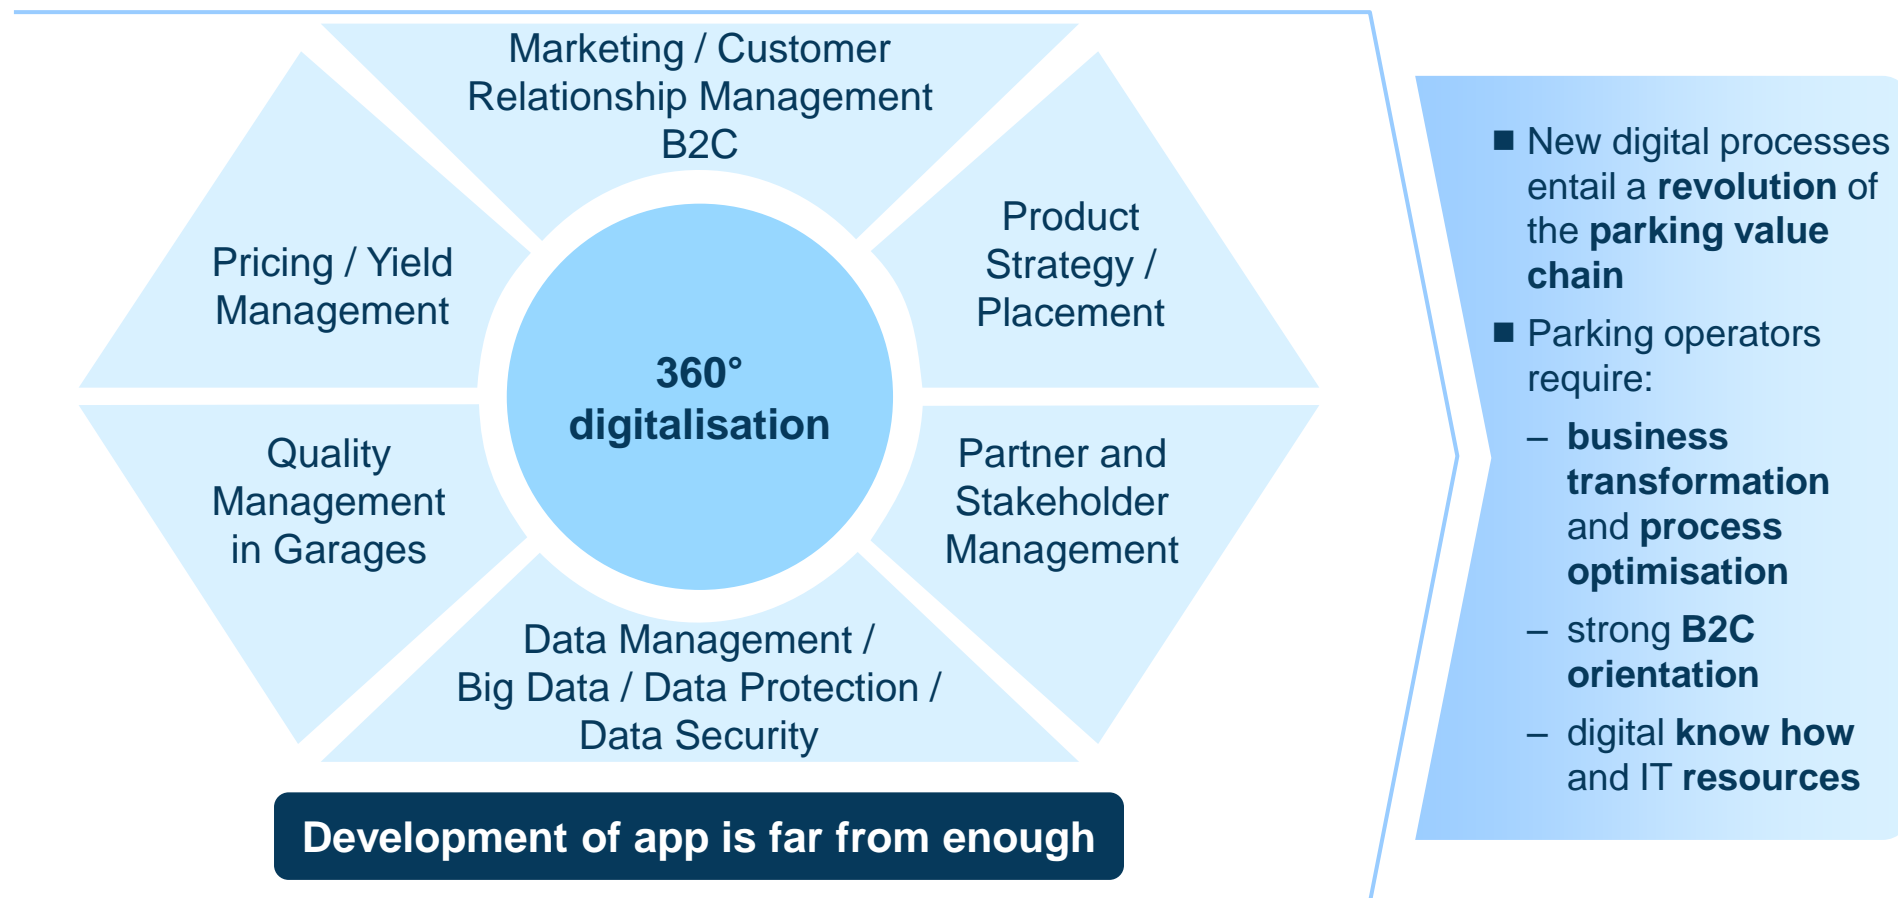 Marketing / Customer
Relationship Management
B2C
Pricing / Yield
Management
Product
Strategy /
Placement
360°
digitalisation
Quality
Management
in Garages
Partner and
Stakeholder
Management
Data Management /
Big Data / Data Protection /
Data Security
Development of app is far from enough
■ New digital processes
entail a revolution of
the parking value
chain
■ Parking operators
require:
– business
transformation
and process
optimisation
– strong B2C
orientation
– digital know how
and IT resources